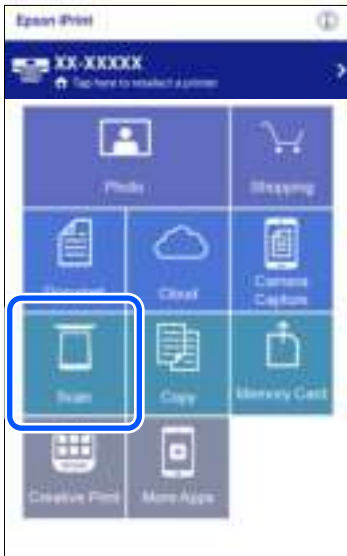 Epson iPrint
XX-XXXXX
Tap here to reselect a printer
Photo
Shopping
Document
Cloud
Camera
Capture
Scan
Copy
Memory Card
Creative Print
More Apps